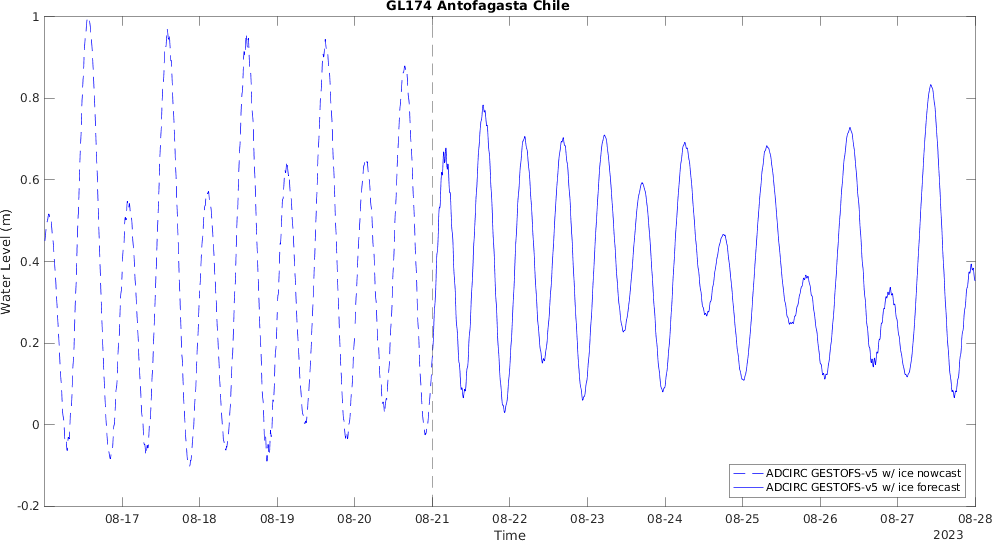 GL174 Antofagasta Chile
Water Level (m)
1
0.8
0.6
0.4
0.2
0
-0.2
08-17 08-18 08-19 08-20 08-21 08-22 08-23 08-24 08-25 08-26 08-27 08-28
Time
2023
ADCIRC GESTOFS-v5 w/ ice nowcast
ADCIRC GESTOFS-v5 w/ ice forecast